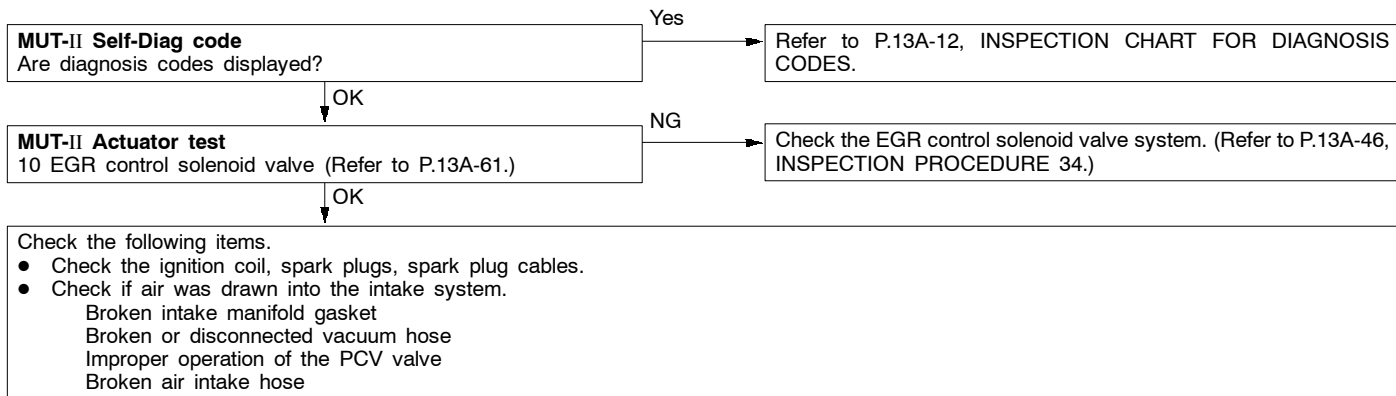 Yes
MUT-II Self-Diag code
Are diagnosis codes displayed?
Refer to P.13A-12, INSPECTION CHART FOR DIAGNOSIS
CODES.
OK
NG
MUT-II Actuator test
10 EGR control solenoid valve (Refer to P.13A-61.)
Check the EGR control solenoid valve system. (Refer to P.13A-46,
INSPECTION PROCEDURE 34.)
OK
Check the following items.
● Check the ignition coil, spark plugs, spark plug cables.
● Check if air was drawn into the intake system.
Broken intake manifold gasket
Broken or disconnected vacuum hose
Improper operation of the PCV valve
Broken air intake hose